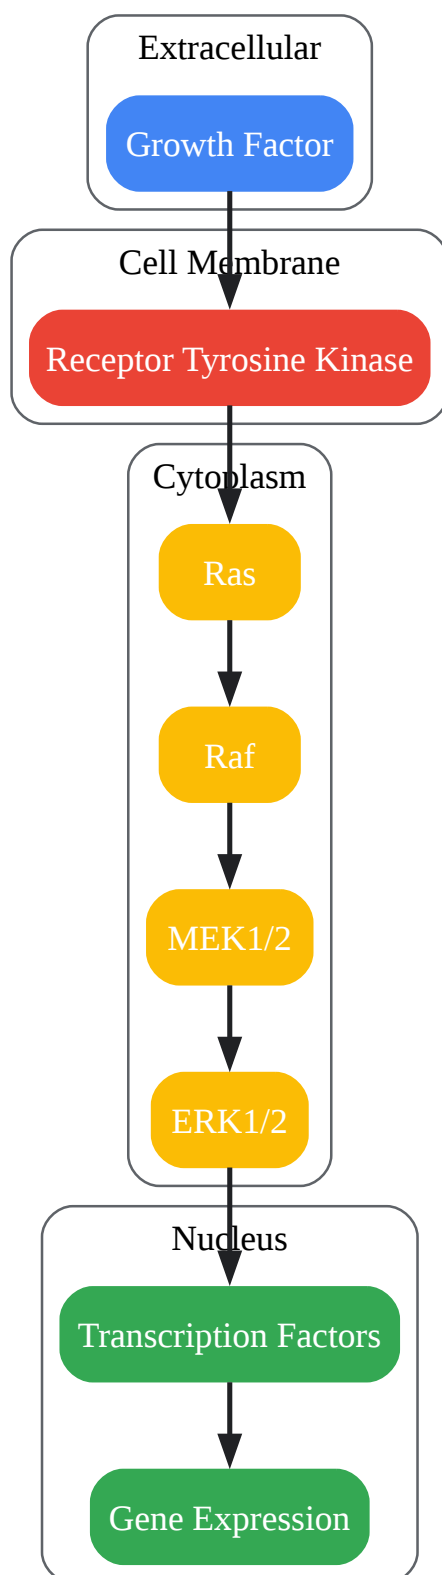 Extracellular
Growth Factor
Cell Membrane
Receptor Tyrosine Kinase
Cytoplasm
Ras
Raf
MEK1/2
ERK1/2
Nucleus
Transcription Factors
Gene Expression